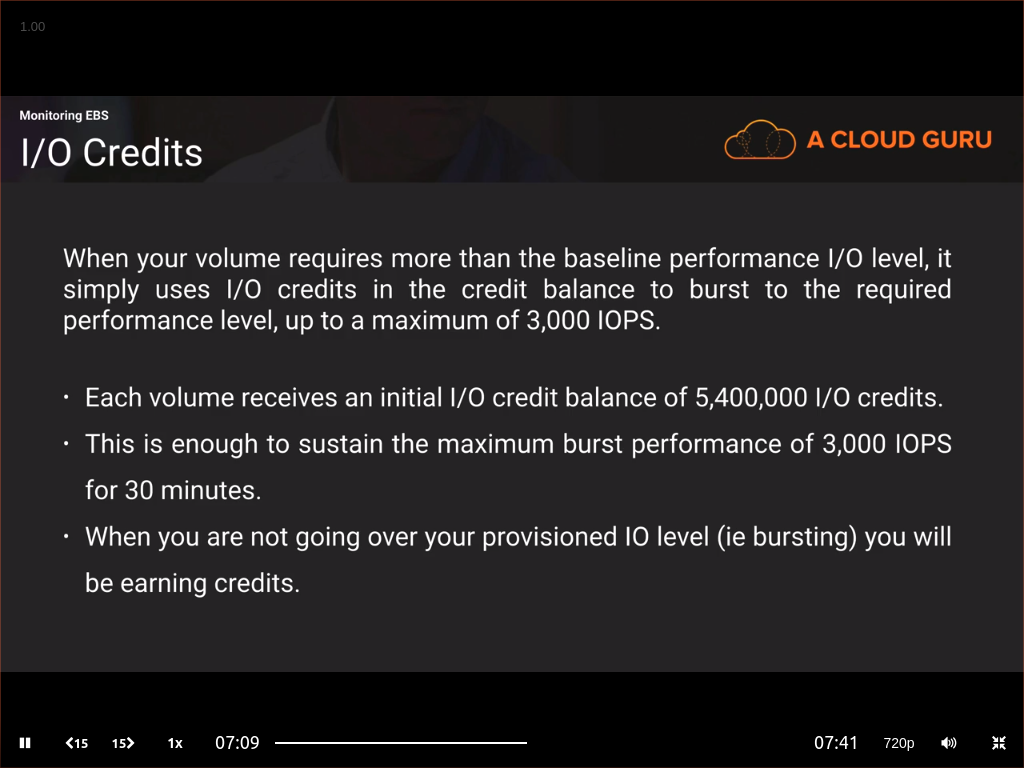 1.00
Monitoring EBS
I/O Credits
A CLOUD GURU
When your volume requires more than the baseline performance I/O level, it
simply uses I/O credits in the credit balance to burst to the required
performance level, up to a maximum of 3,000 IOPS.
• Each volume receives an initial I/O credit balance of 5,400,000 I/O credits.
• This is enough to sustain the maximum burst performance of 3,000 IOPS
for 30 minutes.
• When you are not going over your provisioned IO level (ie bursting) you will
be earning credits.
15 15 1x 07:09 07:41 720p